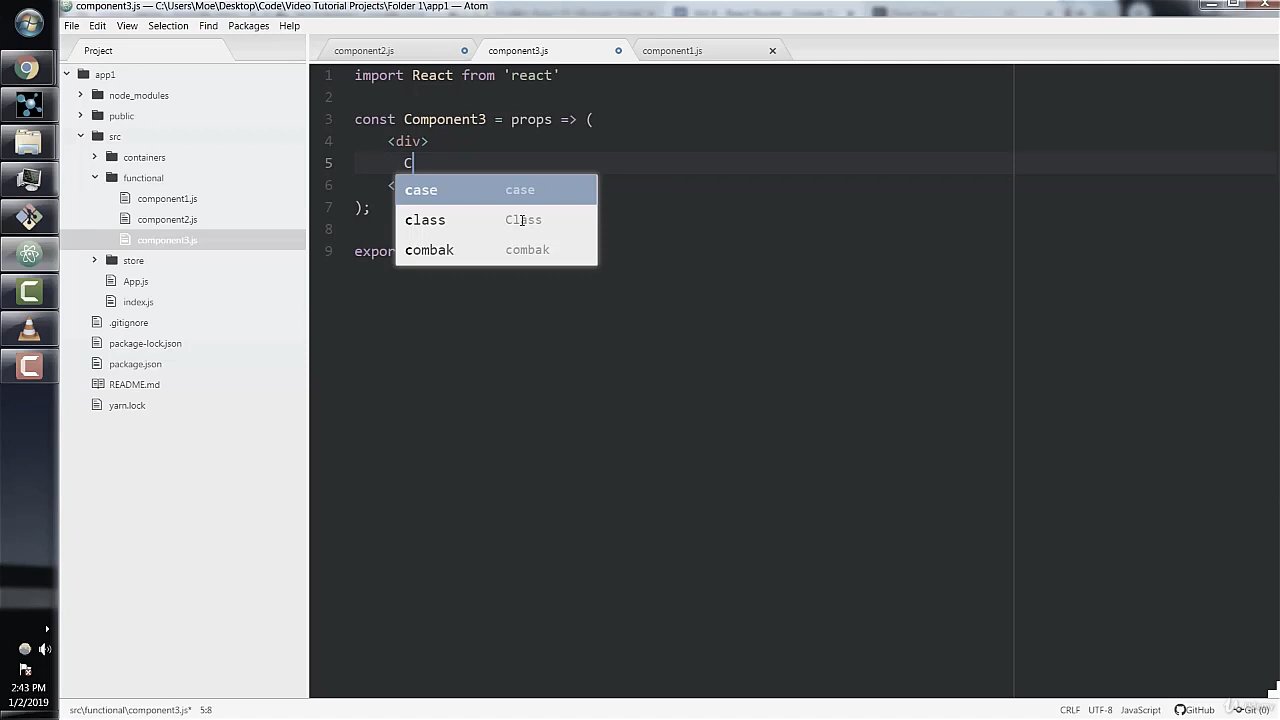 component3.js — C:\Users\Moe\Desktop\Code\Video Tutorial Projects\Folder 1\app1 — Atom
File Edit View Selection Find Packages Help
Project
component2.js component3.js component1.js
app1
node_modules
public
src
containers
functional
component1.js
component2.js
component3.js
store
App.js
index.js
.gitignore
package-lock.json
package.json
README.md
yarn.lock
1 import React from 'react'
2
3 const Component3 = props => (
4 <div>
5 C
6 <
7 );
8
9 expor
case case
class Class
combak combak
2:43 PM
1/2/2019
src\functional\component3.js* 5:8
CRLF UTF-8 JavaScript GitHub Git (0)